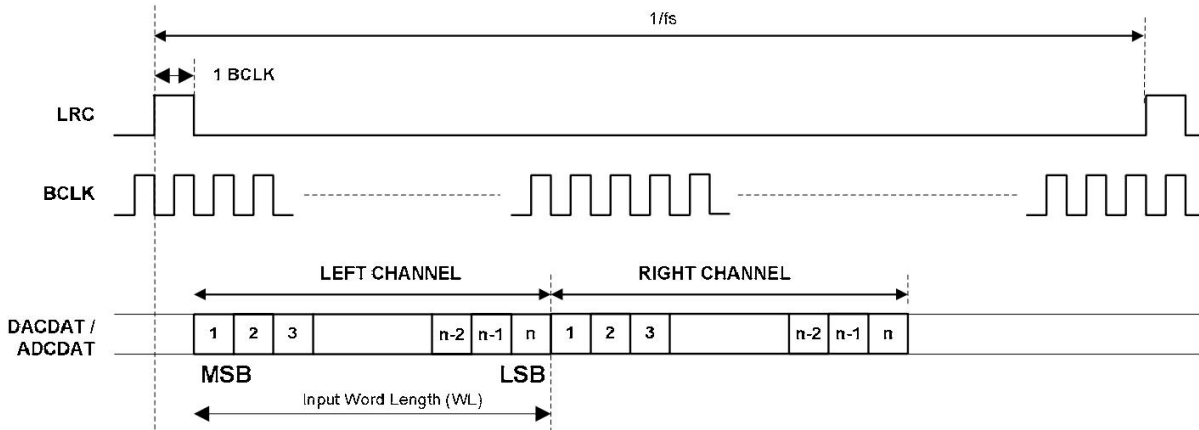 1/fs
1 BCLK
LRC
BCLK
LEFT CHANNEL RIGHT CHANNEL
DACDAT /
ADCDAT
1 2 3 n-2 n-1 n 1 2 3 n-2 n-1 n
MSB LSB
Input Word Length (WL)